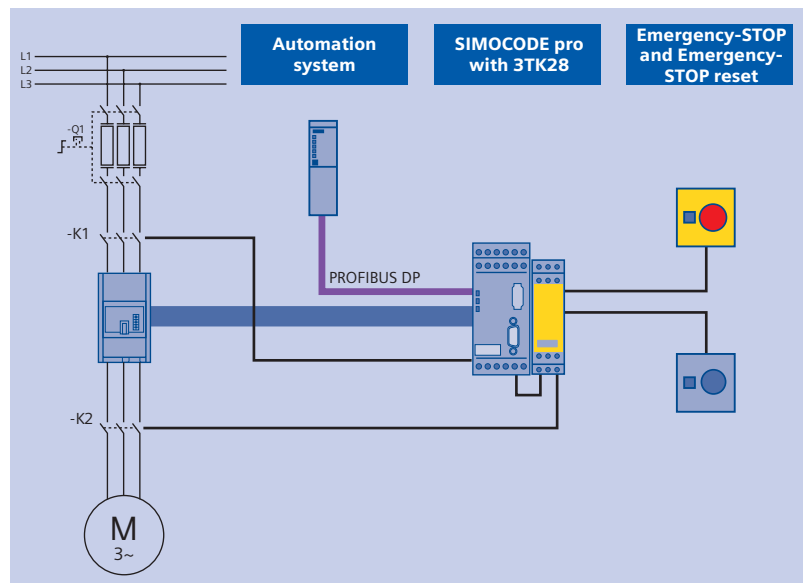 Automation
system
SIMOCODE pro
with 3TK28
Emergency-STOP
and Emergency-
STOP reset
L1
L2
L3
-Q1
-K1
PROFIBUS DP
-K2
M
3~